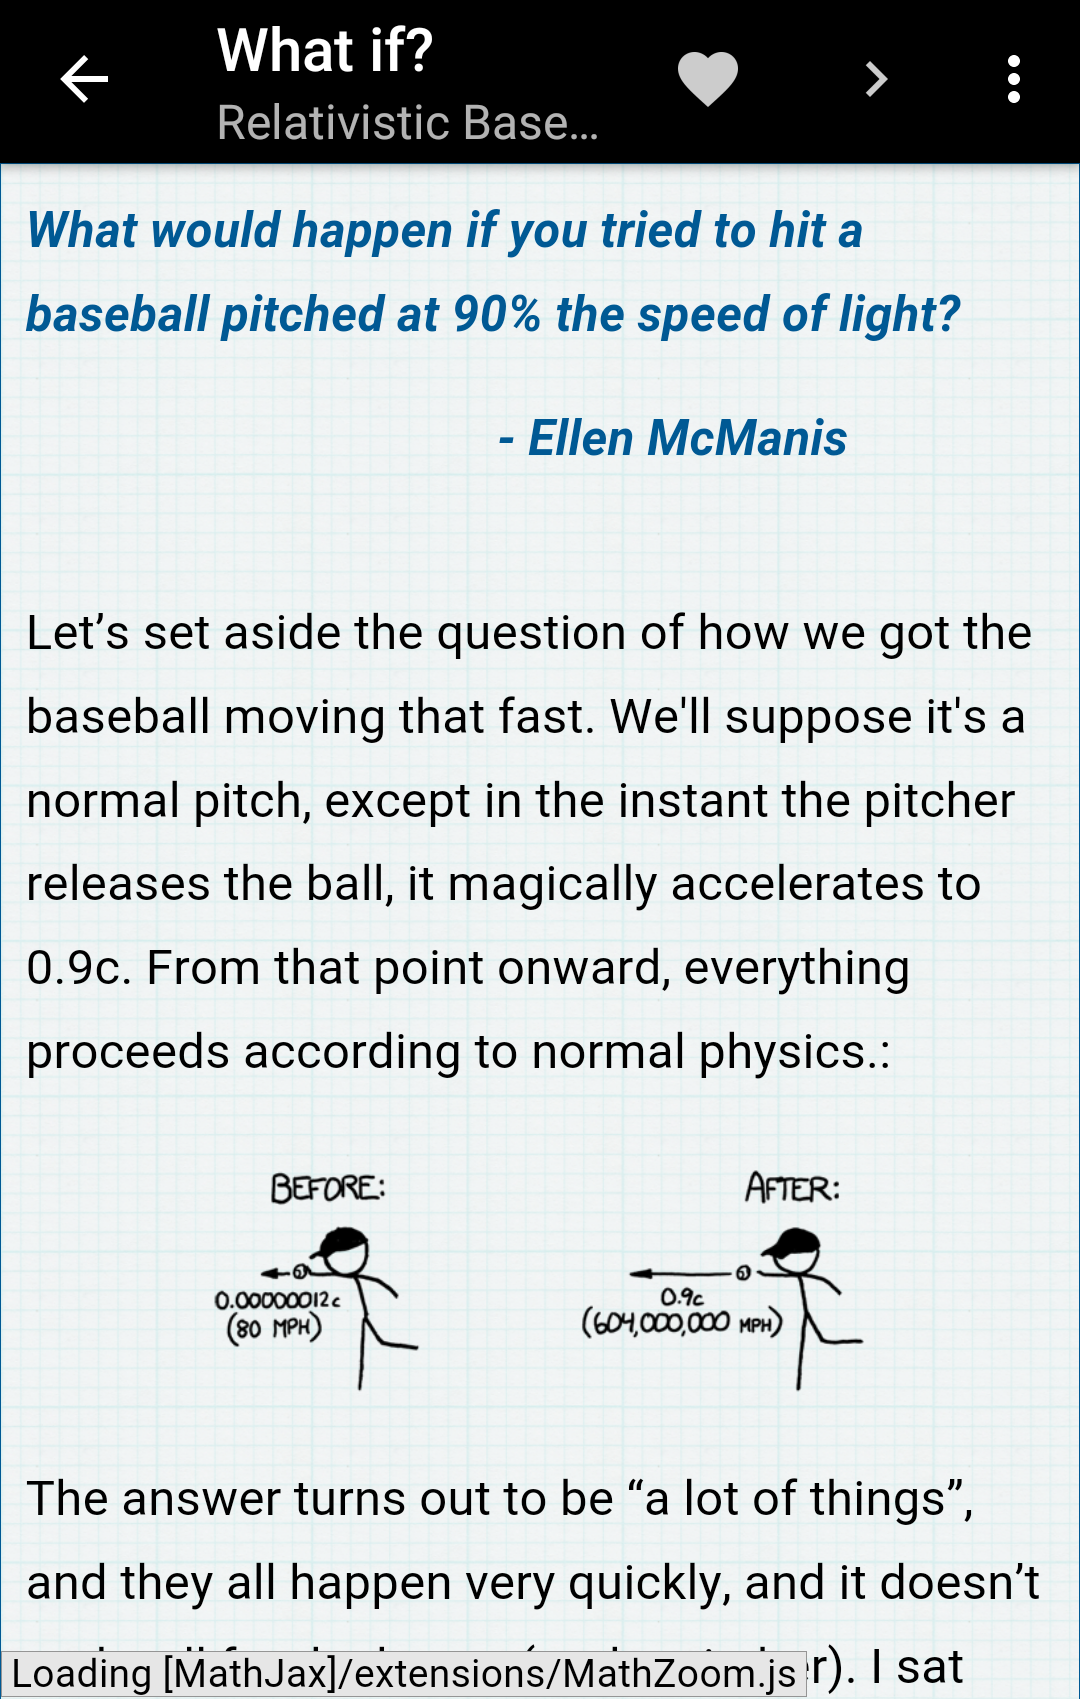 What if?
Relativistic Base...
What would happen if you tried to hit a
baseball pitched at 90% the speed of light?
- Ellen McManis
Let’s set aside the question of how we got the
baseball moving that fast. We'll suppose it's a
normal pitch, except in the instant the pitcher
releases the ball, it magically accelerates to
0.9c. From that point onward, everything
proceeds according to normal physics.:
BEFORE:
0.00000012c
(80 MPH)
AFTER:
0.9c
(604,000,000 MPH)
The answer turns out to be “a lot of things”,
and they all happen very quickly, and it doesn’t
r). I sat
Loading [MathJax]/extensions/MathZoom.js